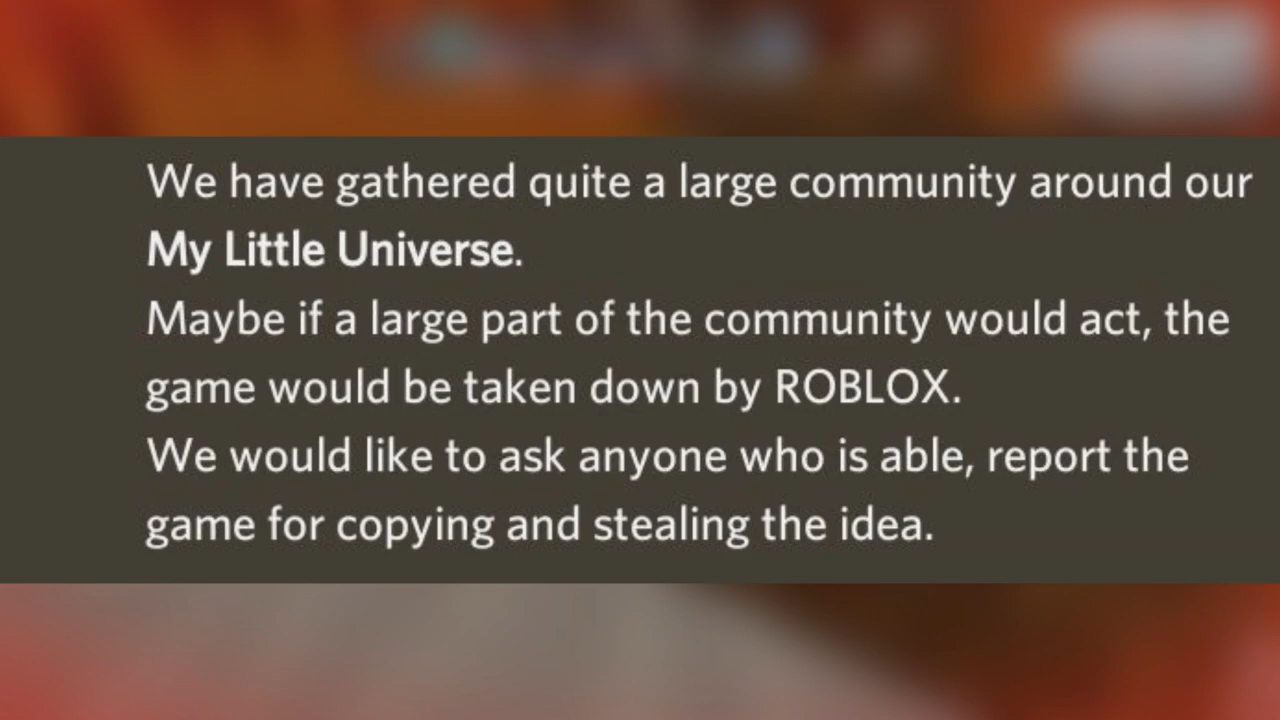 We have gathered quite a large community around our
My Little Universe.
Maybe if a large part of the community would act, the
game would be taken down by ROBLOX.
We would like to ask anyone who is able, report the
game for copying and stealing the idea.